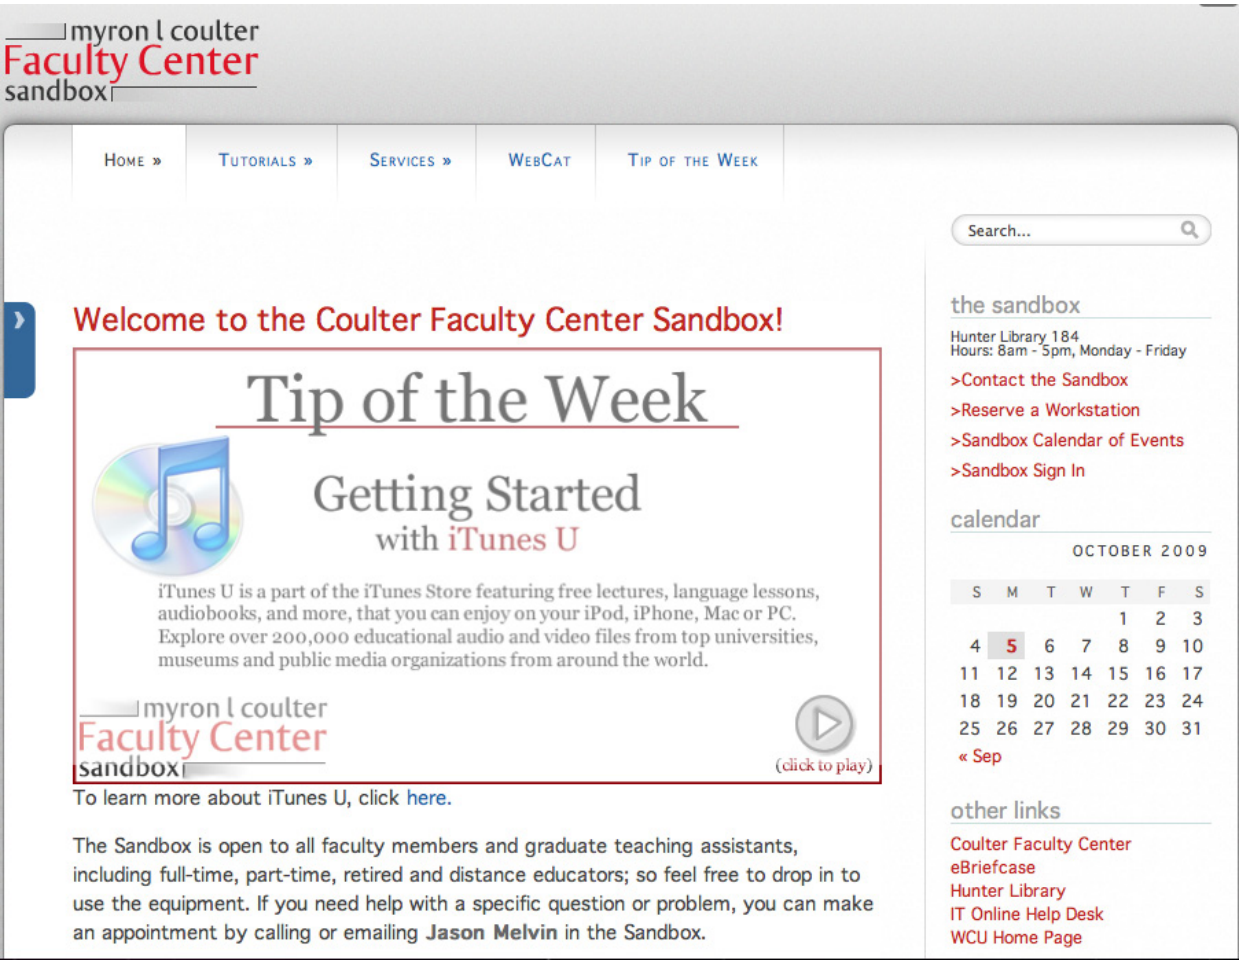 myron l coulter
Faculty Center
sandbox
Home »
Tutorials »
Services »
WebCat
Tip of the Week
Search...
Welcome to the Coulter Faculty Center Sandbox!
Tip of the Week
Getting Started
with iTunes U
iTunes U is a part of the iTunes Store featuring free lectures, language lessons,
audiobooks, and more, that you can enjoy on your iPod, iPhone, Mac or PC.
Explore over 200,000 educational audio and video files from top universities,
museums and public media organizations from around the world.
myron l coulter
Faculty Center
sandbox
(click to play)
To learn more about iTunes U, click here.
The Sandbox is open to all faculty members and graduate teaching assistants,
including full-time, part-time, retired and distance educators; so feel free to drop in to
use the equipment. If you need help with a specific question or problem, you can make
an appointment by calling or emailing Jason Melvin in the Sandbox.
the sandbox
Hunter Library 184
Hours: 8am - 5pm, Monday - Friday
>Contact the Sandbox
>Reserve a Workstation
>Sandbox Calendar of Events
>Sandbox Sign In
calendar
OCTOBER 2009
S M T W T F S
1 2 3
4 5 6 7 8 9 10
11 12 13 14 15 16 17
18 19 20 21 22 23 24
25 26 27 28 29 30 31
« Sep
other links
Coulter Faculty Center
eBriefcase
Hunter Library
IT Online Help Desk
WCU Home Page